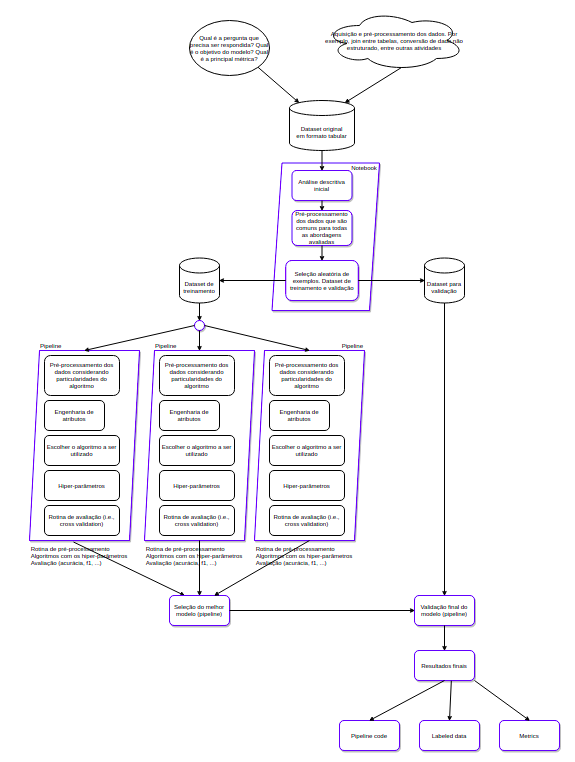 Qual é a pergunta que
precisa ser respondida? Qual
é o objetivo do modelo? Qual
é a principal métrica?
Aquisição e pré-processamento dos dados. Por
exemplo, join entre tabelas, conversão de dado não
estruturado, entre outras atividades
Dataset original
em formato tabular
Notebook
Análise descritiva
inicial
Pré-processamento
dos dados que são
comuns para todas
as abordagens
avaliadas
Seleção aleatória de
exemplos. Dataset de
treinamento e validação
Dataset de
treinamento
Dataset para
validação
Pipeline
Pré-processamento dos
dados considerando
particularidades do
algoritmo
Engenharia de
atributos
Escolher o algoritmo a ser
utilizado
Hiper-parâmetros
Rotina de avaliação (i.e.,
cross validation)
Rotina de pré-processamento
Algoritmos com os hiper-parâmetros
Avaliação (acurácia, f1, ...)
Pipeline
Pré-processamento dos
dados considerando
particularidades do
algoritmo
Engenharia de
atributos
Escolher o algoritmo a ser
utilizado
Hiper-parâmetros
Rotina de avaliação (i.e.,
cross validation)
Rotina de pré-processamento
Algoritmos com os hiper-parâmetros
Avaliação (acurácia, f1, ...)
Pipeline
Pré-processamento dos
dados considerando
particularidades do
algoritmo
Engenharia de
atributos
Escolher o algoritmo a ser
utilizado
Hiper-parâmetros
Rotina de avaliação (i.e.,
cross validation)
Rotina de pré-processamento
Algoritmos com os hiper-parâmetros
Avaliação (acurácia, f1, ...)
Seleção do melhor
modelo (pipeline)
Validação final do
modelo (pipeline)
Resultados finais
Pipeline code
Labeled data
Metrics